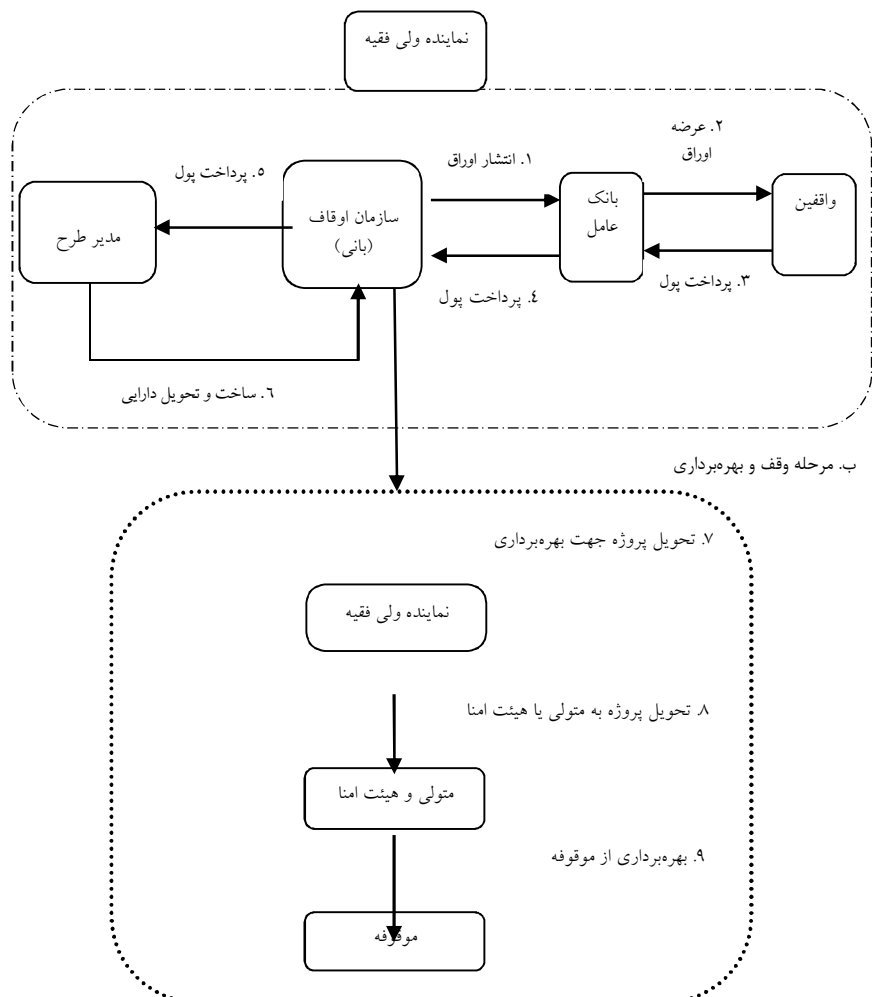 نماینده ولی فقیه
۲. عرضه
اوراق
۱. انتشار اوراق
۵. پرداخت پول
واقفین
بانک
عامل
سازمان اوقاف
(بانی)
مدیر طرح
۳. پرداخت پول
٤. پرداخت پول
٦. ساخت و تحویل دارایی
ب. مرحله وقف و بهره‌برداری
۷. تحویل پروژه جهت بهره‌برداری
نماینده ولی فقیه
۸. تحویل پروژه به متولی یا هیئت امنا
متولی و هیئت امنا
۹. بهره‌برداری از موقوفه
موقوفه